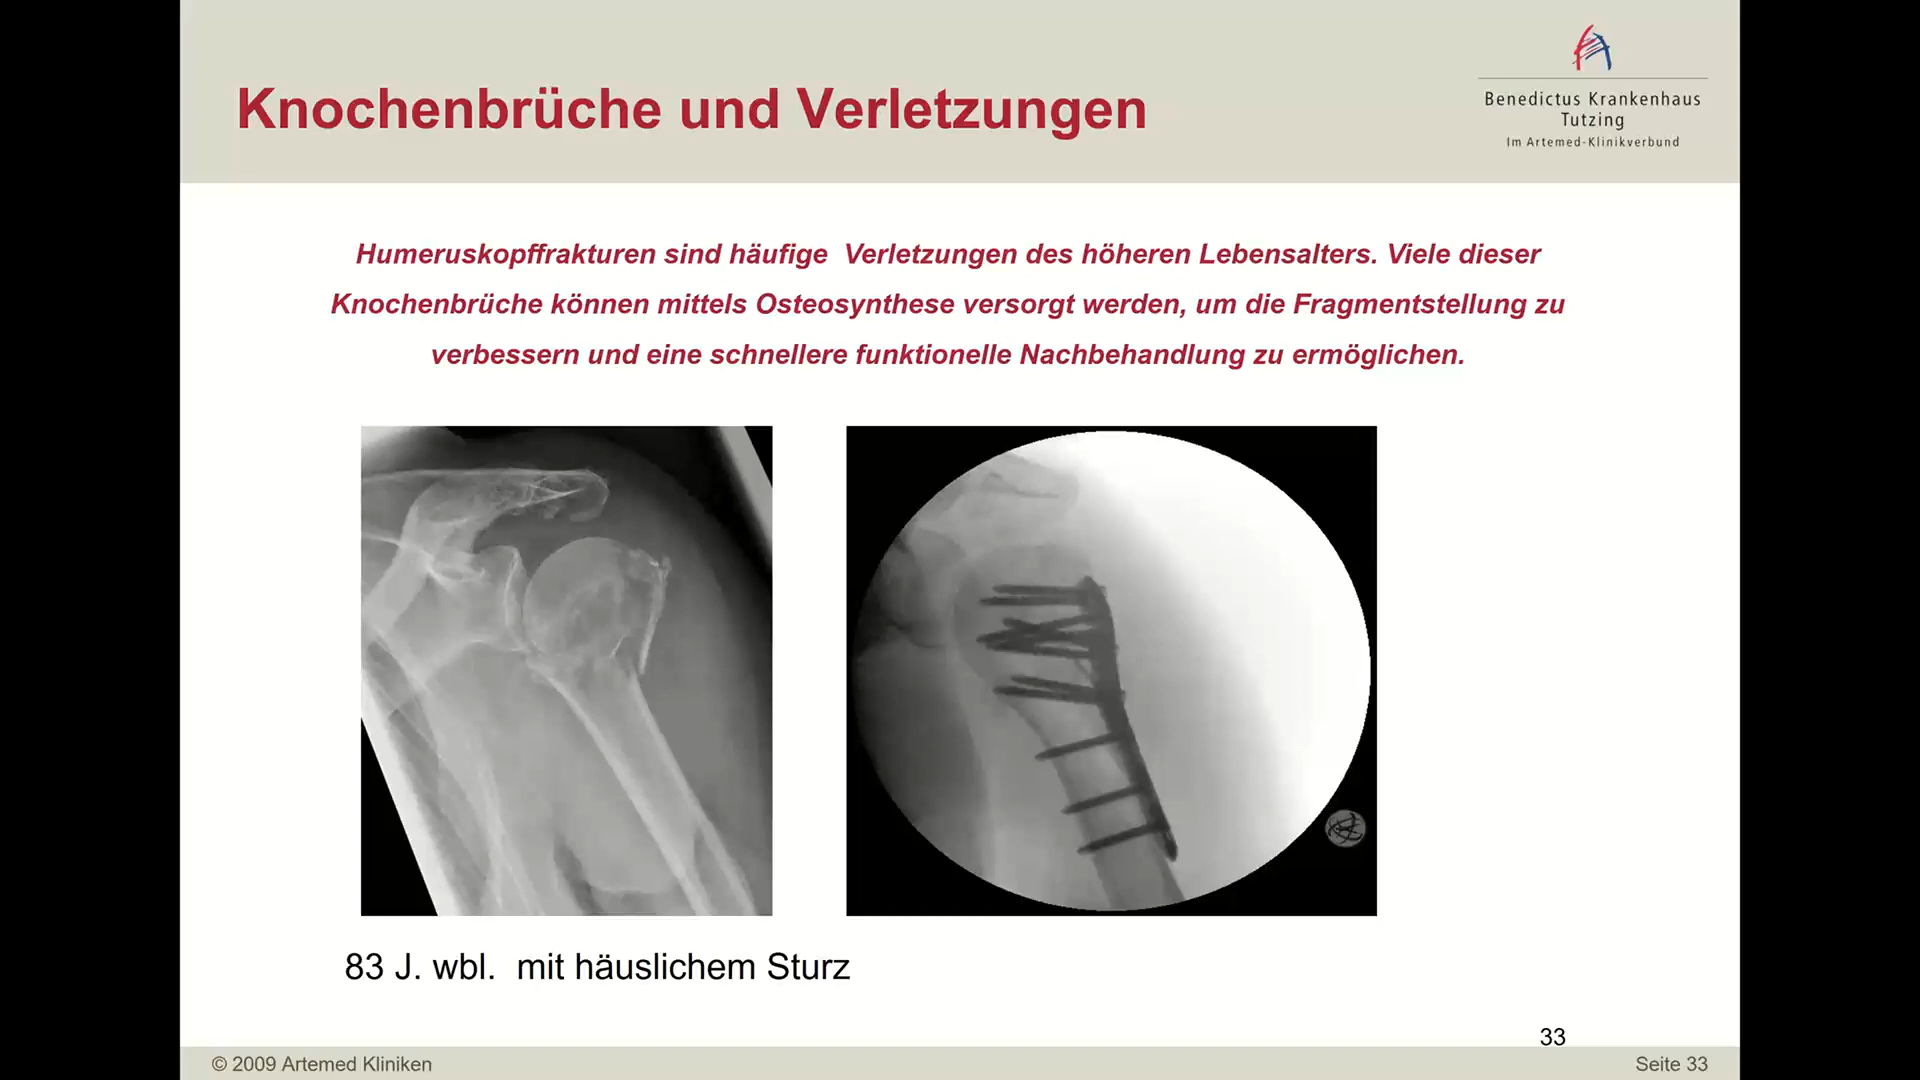 Knochenbrüche und Verletzungen
Benedictus Krankenhaus
Tutzing
Im Artemed-Klinikverbund
Humeruskopffrakturen sind häufige  Verletzungen des höheren Lebensalters. Viele dieser
Knochenbrüche können mittels Osteosynthese versorgt werden, um die Fragmentstellung zu
verbessern und eine schnellere funktionelle Nachbehandlung zu ermöglichen.
83 J. wbl.  mit häuslichem Sturz
33
© 2009 Artemed Kliniken
Seite 33